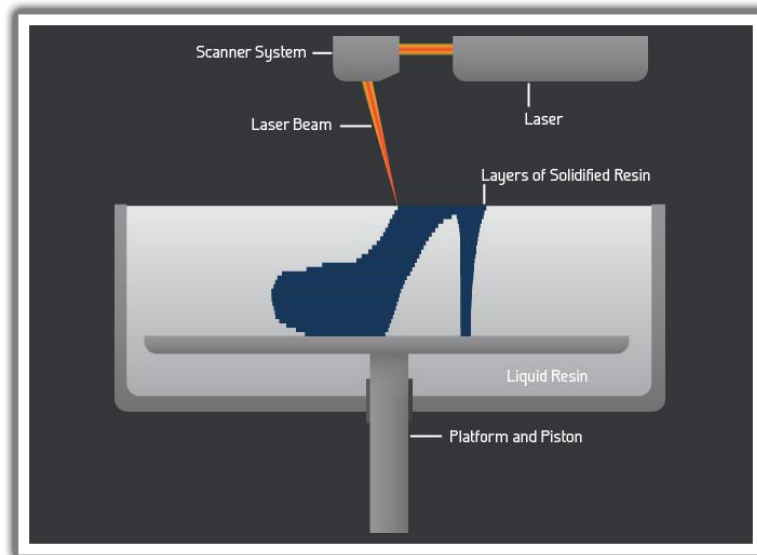 Scanner System
Laser
Laser Beam
Layers of Solidified Resin
Liquid Resin
Platform and Piston